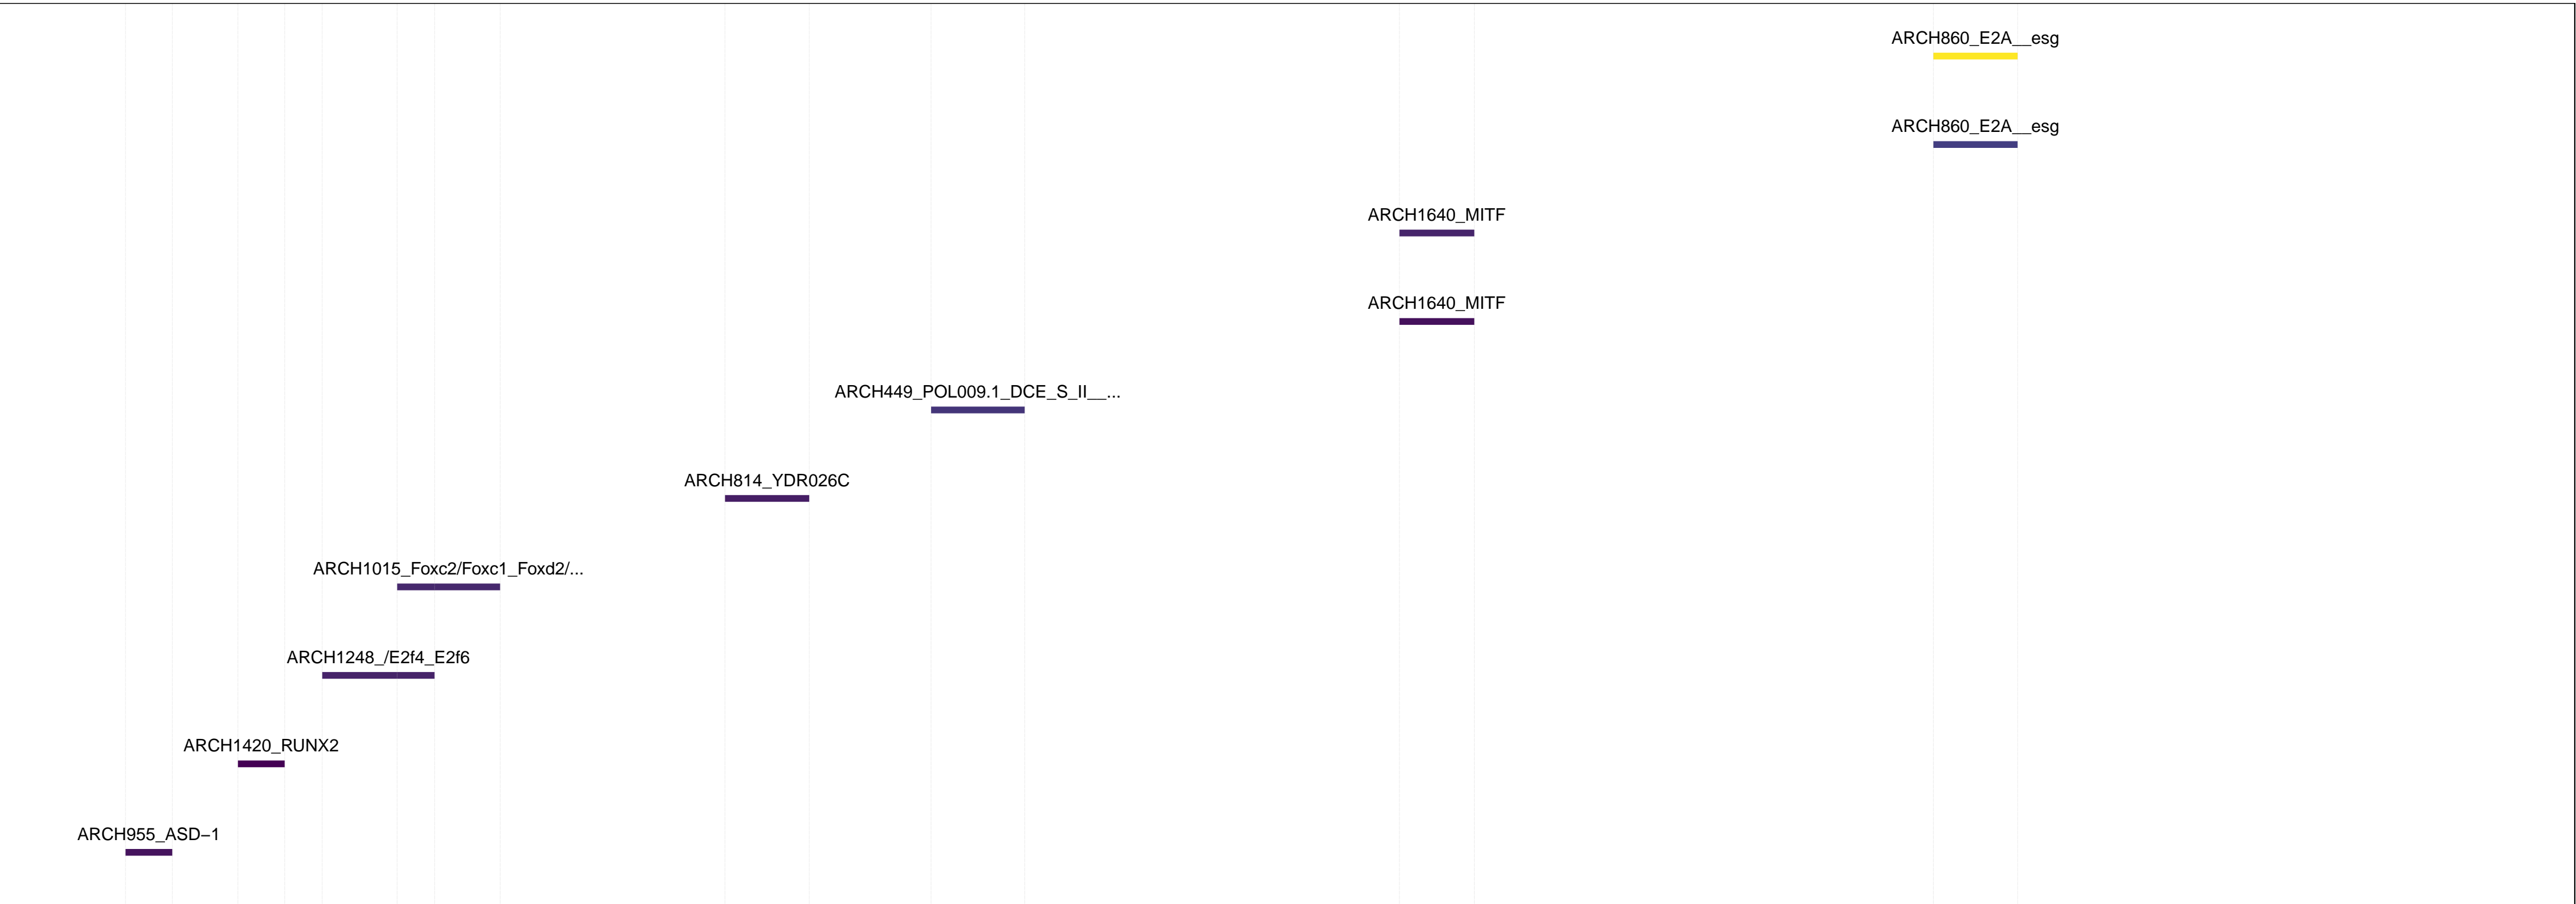 ARCH860_E2A__esg
ARCH860_E2A__esg
ARCH1640_MITF
ARCH1640_MITF
ARCH449_POL009.1_DCE_S_II__...
ARCH814_YDR026C
ARCH1015_Foxc2/Foxc1_Foxd2/...
ARCH1248_/E2f4_E2f6
ARCH1420_RUNX2
ARCH955_ASD−1